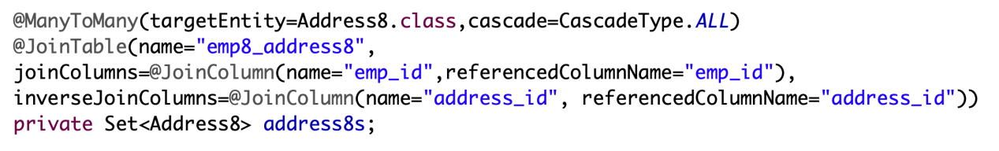 @ManyToMany(targetEntity=Address8.class,cascade=CascadeType.ALL)
@JoinTable(name="emp8_address8",
joinColumns=@JoinColumn(name="emp_id",referencedColumnName="emp_id"),
inverseJoinColumns=@JoinColumn(name="address_id", referencedColumnName="address_id"))
private Set<Address8> address8s;